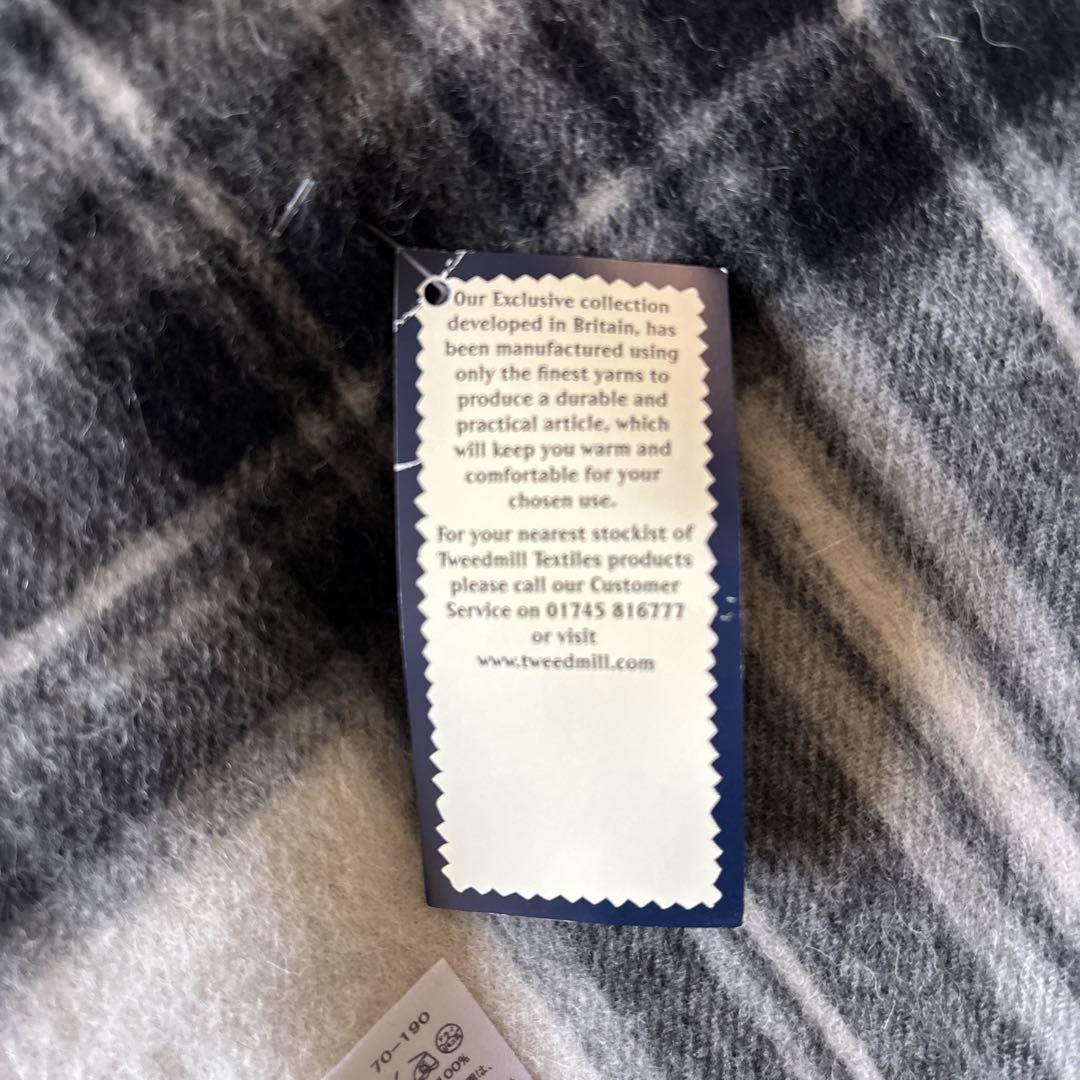 Our Exclusive collection
developed in Britain, has
been manufactured using
only the finest yarns to
produce a durable and
practical article, which
will keep you warm and
comfortable for your
chosen use.
For your nearest stockist of
Tweedmill Textiles products
please call our Customer
Service on 01745 816777
or visit
www.tweedmill.com
70-190
100%